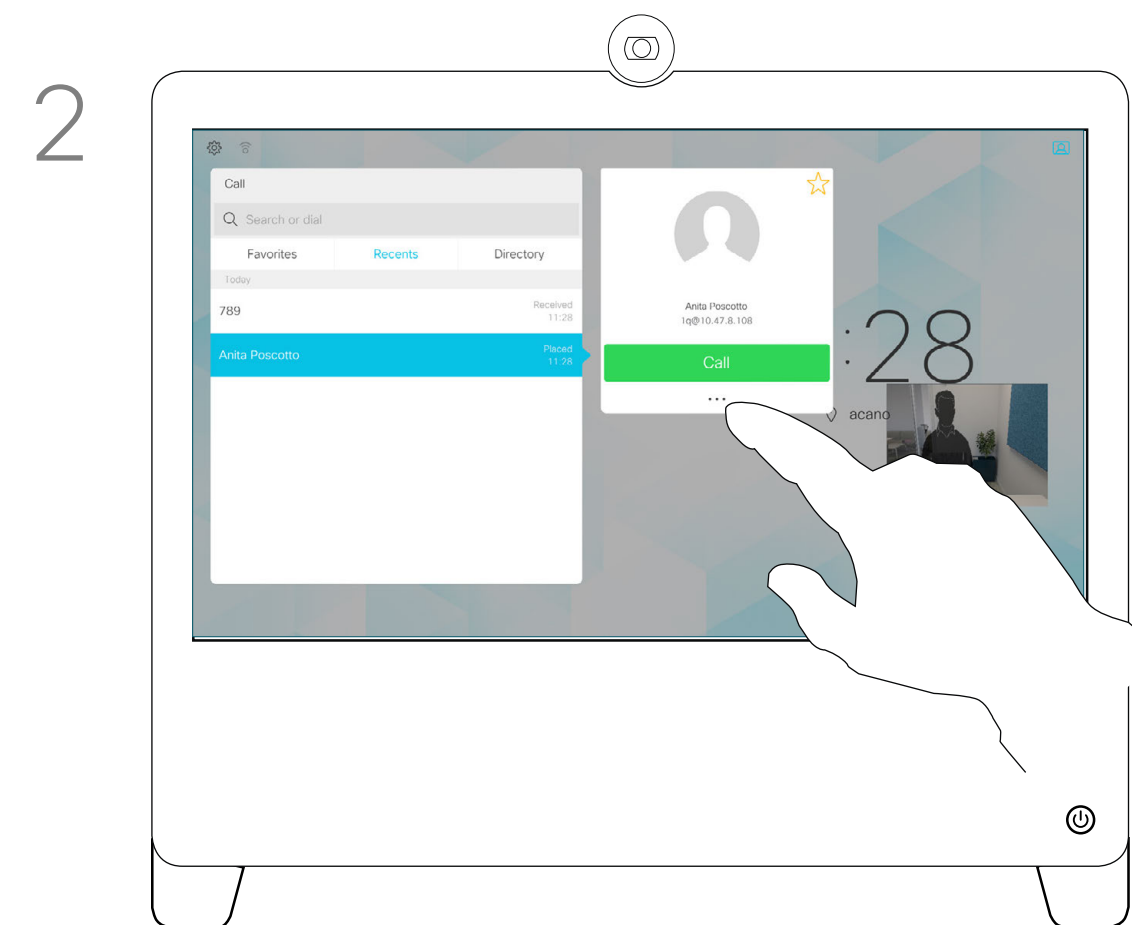 2
Call
Search or dial
Favorites Recents Directory
Today
789
Received
11:28
Anita Poscotto
Placed
11:28
Anita Poscotto
1q@10.47.8.108
Call
...
:28
acano